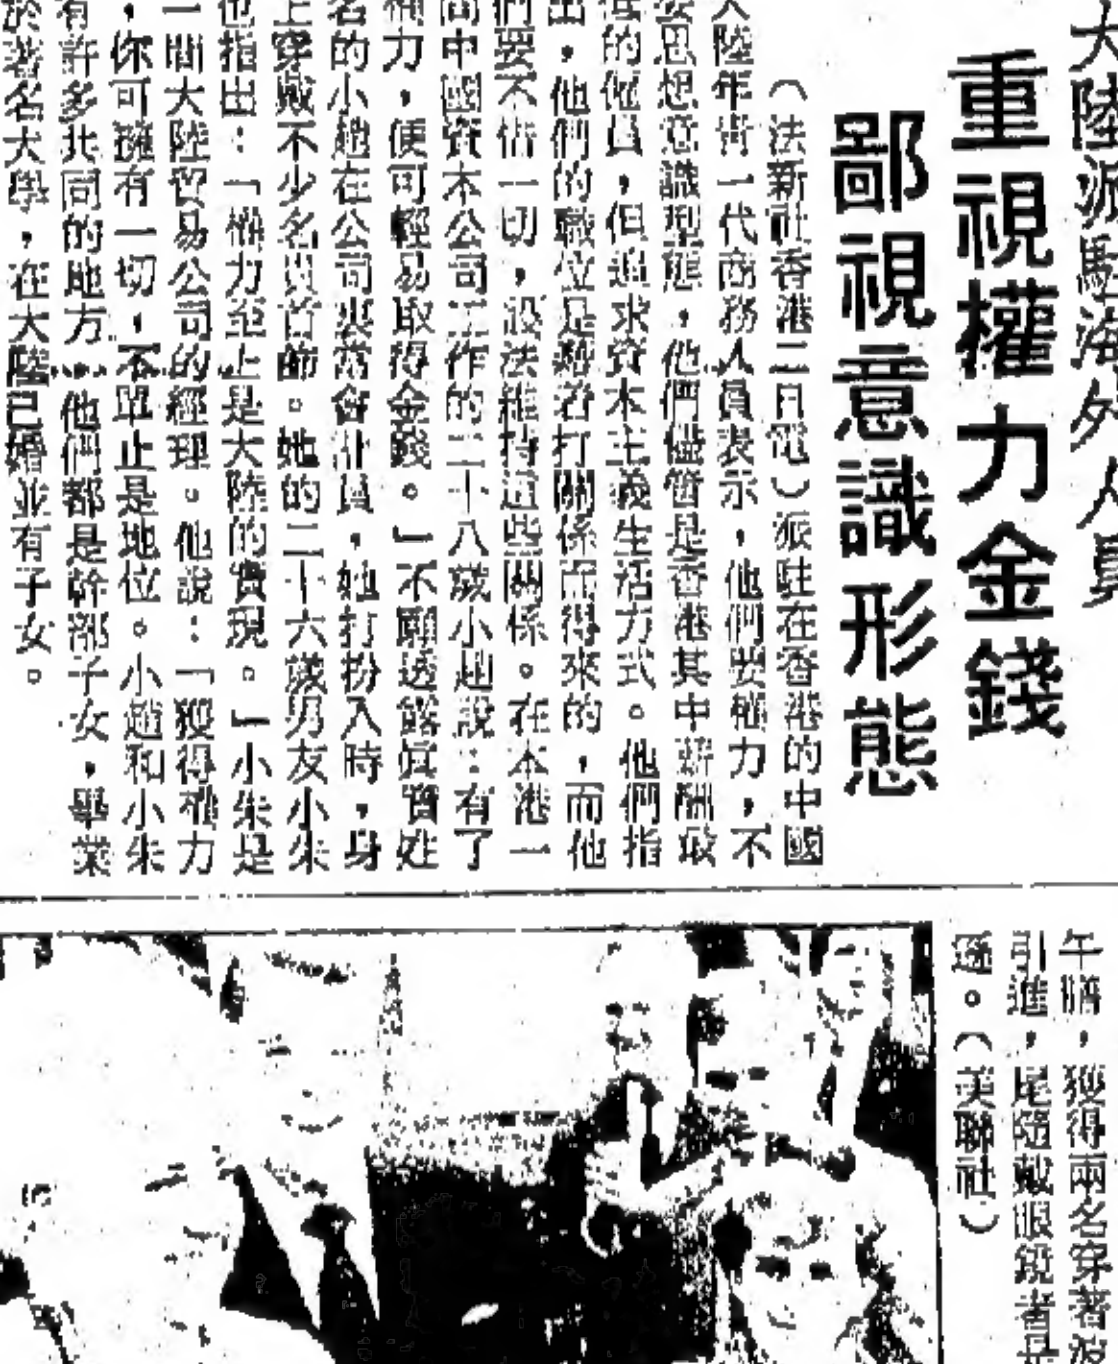 大陸派駐海外人員
重視權力金錢
鄙視意識形態
（法新社香港二日電）派駐在香港的中國
大陸年青一代商務人員表示，他們要權力，不
要思想意識型態，他們儘管是香港其中薪酬最
低的僱員，但追求資本主義生活方式。他們指
出，他們的職位是藉着打關係而得來的，而他
們要不惜一切，設法維持這些關係。在本港一
間中國資本公司工作的二十八歲小趙說：有了
權力，便可輕易取得金錢。」不願透露真實姓
名的小趙在公司裏當會計員，她打扮入時，身
上穿戴不少名貴首飾。她的二十六歲男友小朱
也指出：「權力至上是大陸的實現。」小朱是
一間大陸貿易公司的經理。他說：「獲得權力
，你可擁有一切，不單止是地位。小趙和小朱
有許多共同的地方……他們都是幹部子女，畢業
於著名大學，在大陸已婚並有子女。
午膳，獲得兩名穿著波
引進，尾隨戴眼鏡者是
遜。（美聯社）